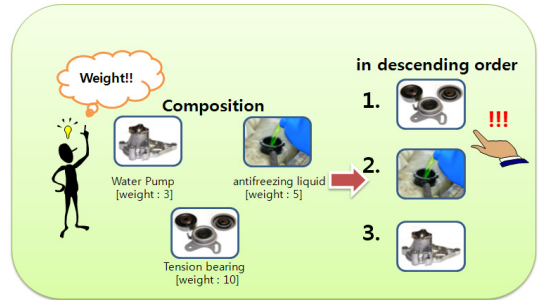 Weight!!
in descending order
Composition
1.
!!!
2.
Water Pump
[weight : 3]
antifreezing liquid
[weight : 5]
3.
Tension bearing
[weight : 10]